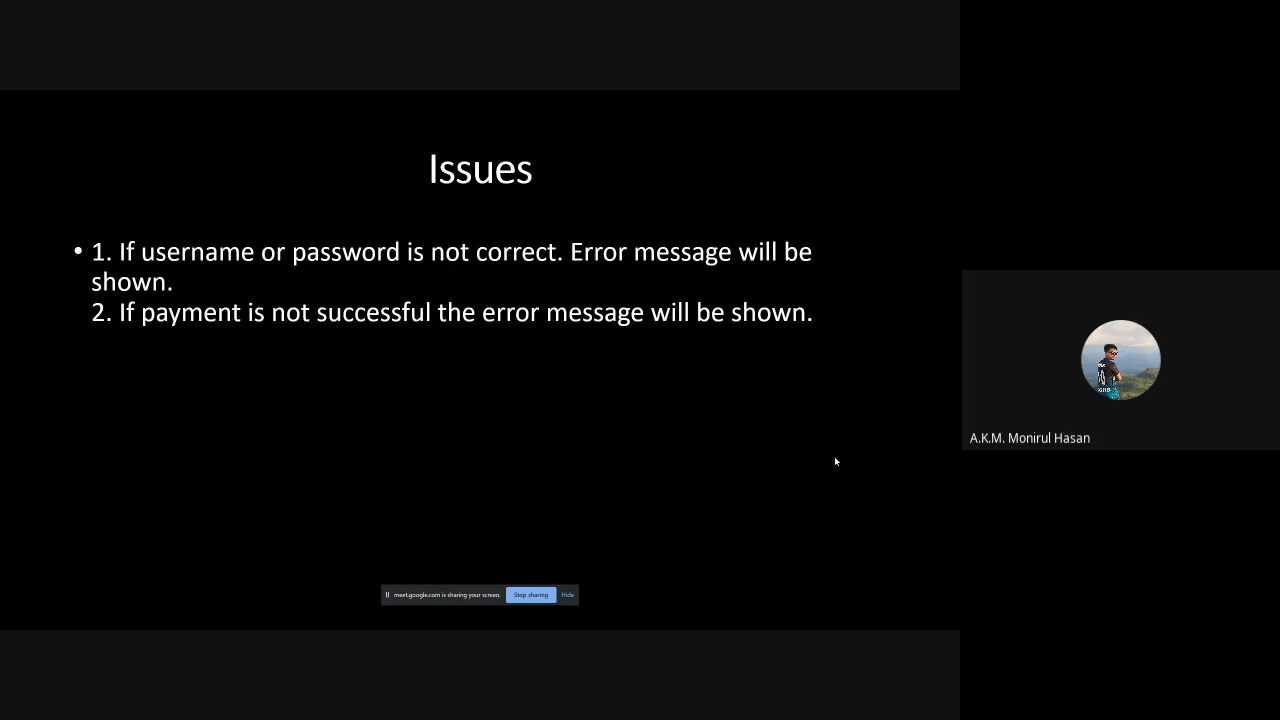 Issues
• 1. If username or password is not correct. Error message will be
shown.
2. If payment is not successful the error message will be shown.
A.K.M. Monirul Hasan
meet.google.com is sharing your screen. Stop sharing Hide